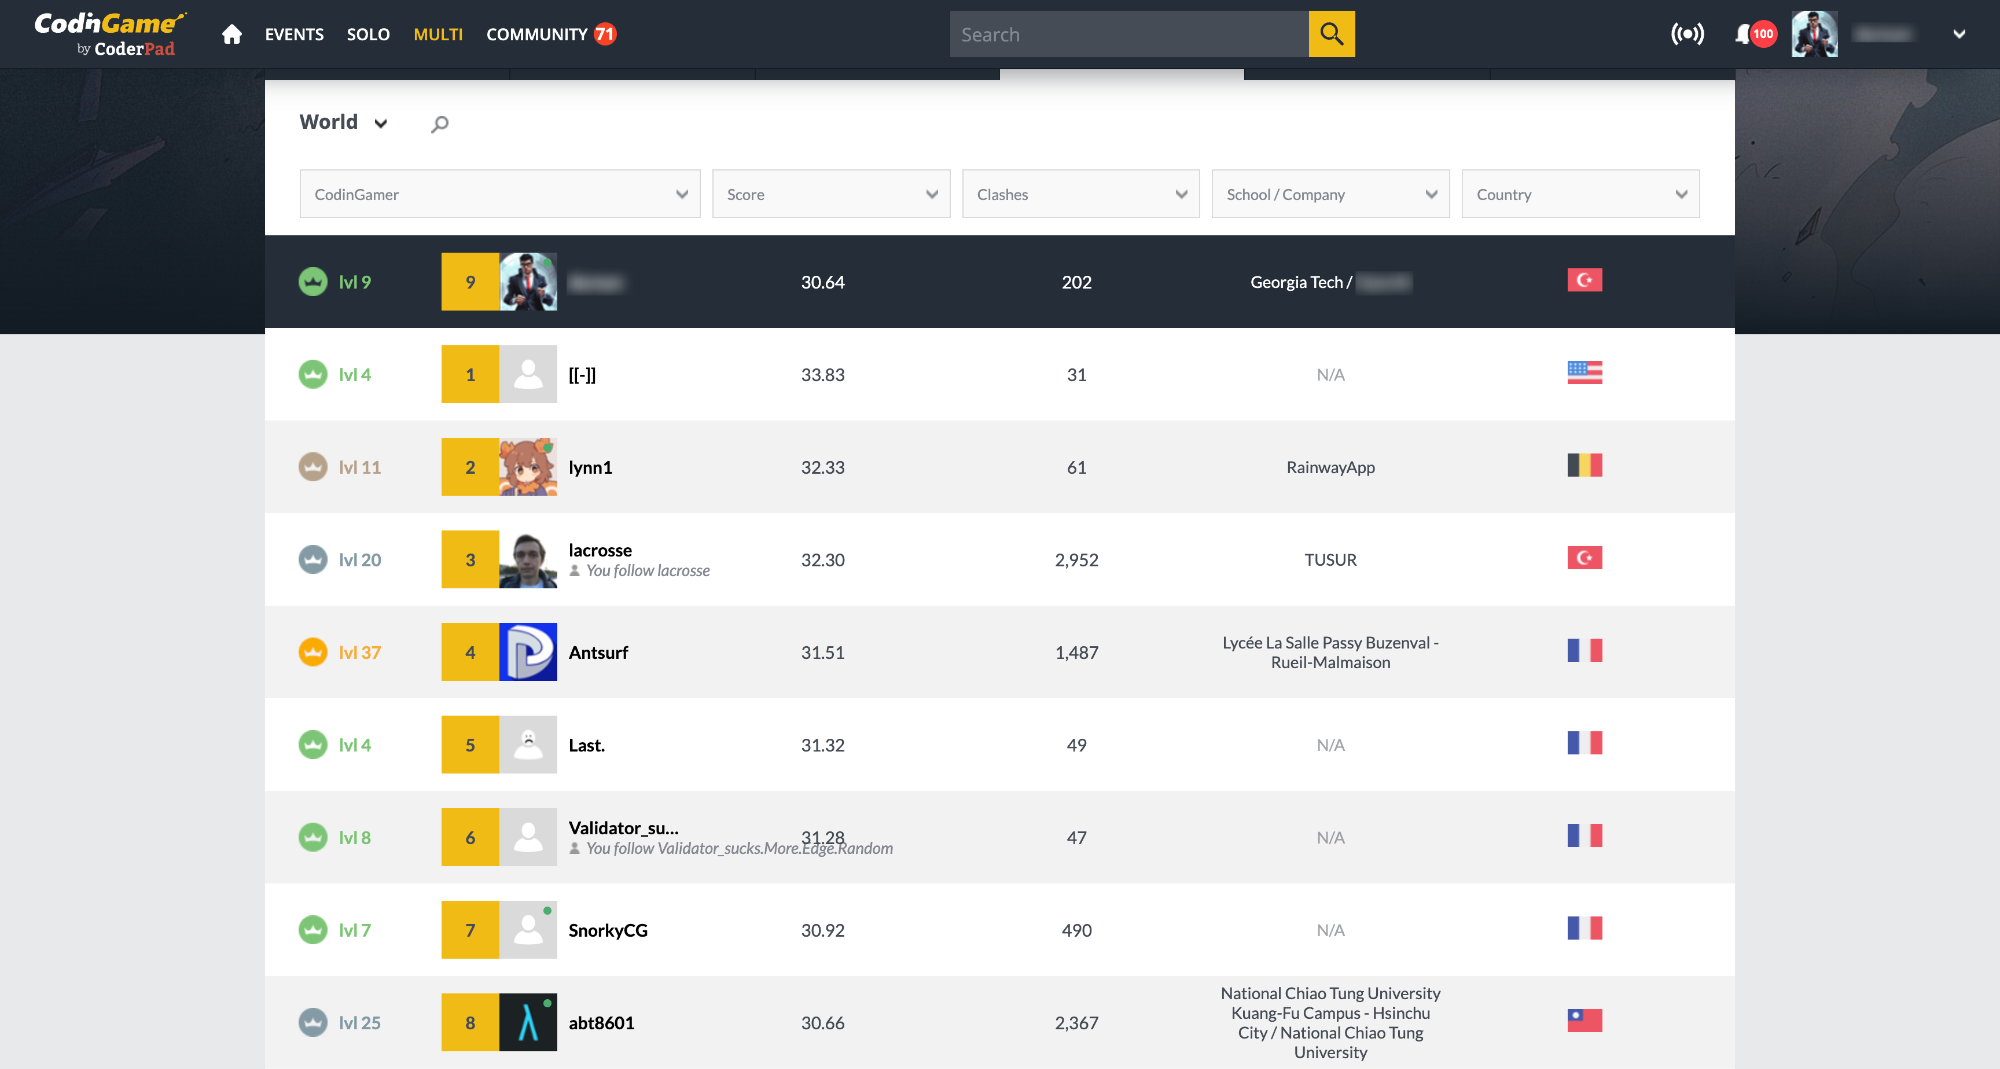 CodinGame
by CoderPad
EVENTS SOLO MULTI COMMUNITY 71
Search
100
World
CodinGamer Score Clashes School / Company Country
lvl 9 9 30.64 202 Georgia Tech /
lvl 4 1 [[-]] 33.83 31 N/A
lvl 11 2 lynn1 32.33 61 RainwayApp
lvl 20 3 lacrosse 32.30 2,952 TUSUR
You follow lacrosse
lvl 37 4 Antsurf 31.51 1,487 Lycée La Salle Passy Buzenval -
Rueil-Malmaison
lvl 4 5 Last. 31.32 49 N/A
lvl 8 6 Validator_su... 31.28 47 N/A
You follow Validator_sucks.More.Edge.Random
lvl 7 7 SnorkyCG 30.92 490 N/A
lvl 25 8 abt8601 30.66 2,367 National Chiao Tung University
Kuang-Fu Campus - Hsinchu
City / National Chiao Tung
University